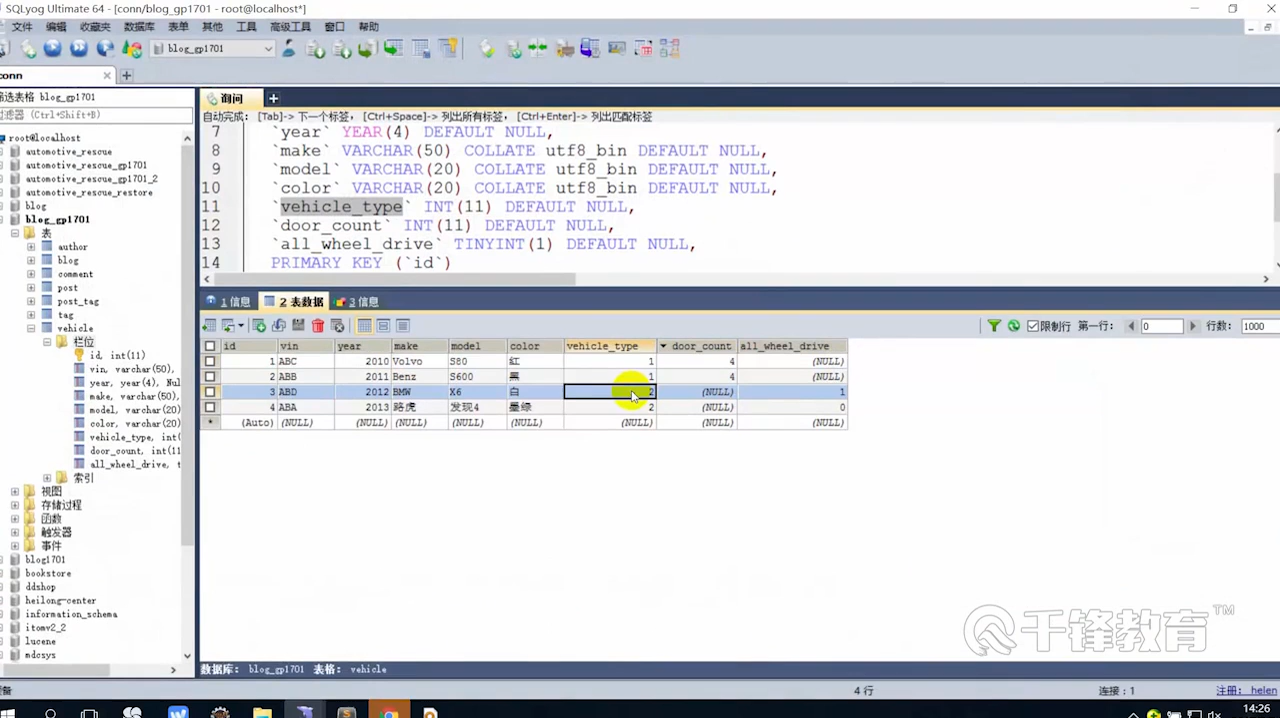 SQLyog Ultimate 64 - [conn/blog_gp1701 - root@localhost*]
文件 编辑 收藏夹 数据库 表单 其他 工具 高级工具 窗口 帮助
blog_gp1701
conn
筛选表格 blog_gp1701
过滤器 (Ctrl+Shift+B)
root@localhost
automotive_rescue
automotive_rescue_gp1701
automotive_rescue_gp1701_2
automotive_rescue_restore
blog
blog_gp1701
表
author
blog
comment
post
post_tag
tag
vehicle
栏位
id, int(11)
vin, varchar(50),
year, year(4), Nul
make, varchar(50),
model, varchar(20)
color, varchar(20)
vehicle_type, int(
door_count, int(11
all_wheel_drive, t
索引
视图
存储过程
函数
触发器
事件
blog1701
bookstore
ddshop
heilong-center
information_schema
itomv2_2
lucene
mdcsys
询问
自动完成: [Tab]-> 下一个标签, [Ctrl+Space]-> 列出所有标签, [Ctrl+Enter]-> 列出匹配标签
7 `year` YEAR(4) DEFAULT NULL,
8 `make` VARCHAR(50) COLLATE utf8_bin DEFAULT NULL,
9 `model` VARCHAR(20) COLLATE utf8_bin DEFAULT NULL,
10 `color` VARCHAR(20) COLLATE utf8_bin DEFAULT NULL,
11 `vehicle_type` INT(11) DEFAULT NULL,
12 `door_count` INT(11) DEFAULT NULL,
13 `all_wheel_drive` TINYINT(1) DEFAULT NULL,
14 PRIMARY KEY (`id`)
1 信息 2 表数据 3 信息
限制行 第一行: 0 行数: 1000
id vin year make model color vehicle_type door_count all_wheel_drive
1 ABC 2010 Volvo S80 红 1 4 (NULL)
2 ABB 2011 Benz S600 黑 1 4 (NULL)
3 ABD 2012 BMW X6 白 2 (NULL) 1
4 ABA 2013 路虎 发现4 墨绿 2 (NULL) 0
* (Auto) (NULL) (NULL) (NULL) (NULL) (NULL) (NULL) (NULL) (NULL)
千锋教育™
数据库: blog_gp1701 表格: vehicle
4 行 连接: 1 注册: helen
14:26